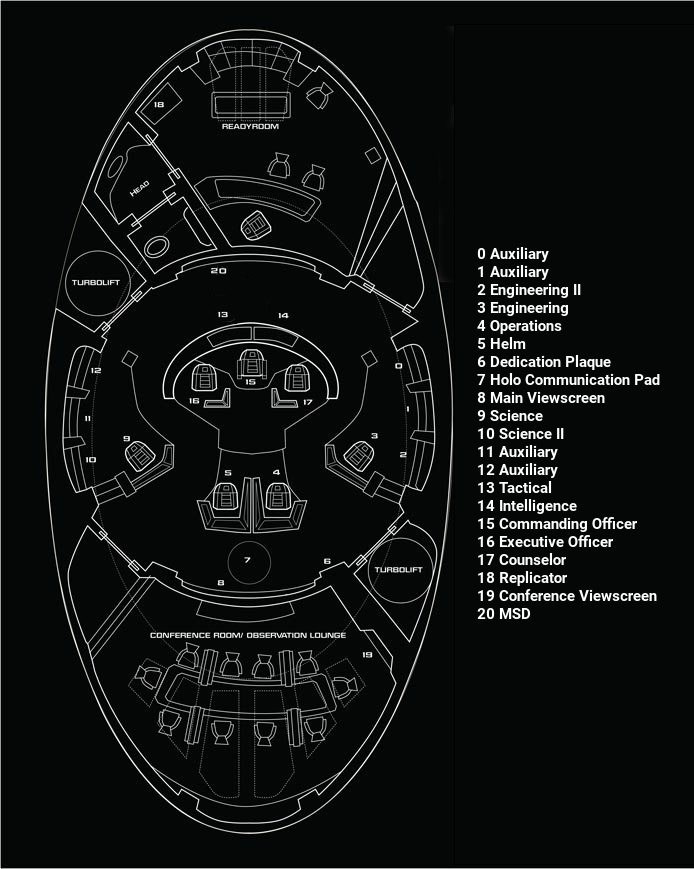 18
READYROOM
HEAD
TURBOLIFT
20
13
14
12
0
15
16
17
11
1
9
3
10
2
5
4
7
6
TURBOLIFT
8
CONFERENCE ROOM/ OBSERVATION LOUNGE
19
0 Auxiliary
1 Auxiliary
2 Engineering II
3 Engineering
4 Operations
5 Helm
6 Dedication Plaque
7 Holo Communication Pad
8 Main Viewscreen
9 Science
10 Science II
11 Auxiliary
12 Auxiliary
13 Tactical
14 Intelligence
15 Commanding Officer
16 Executive Officer
17 Counselor
18 Replicator
19 Conference Viewscreen
20 MSD